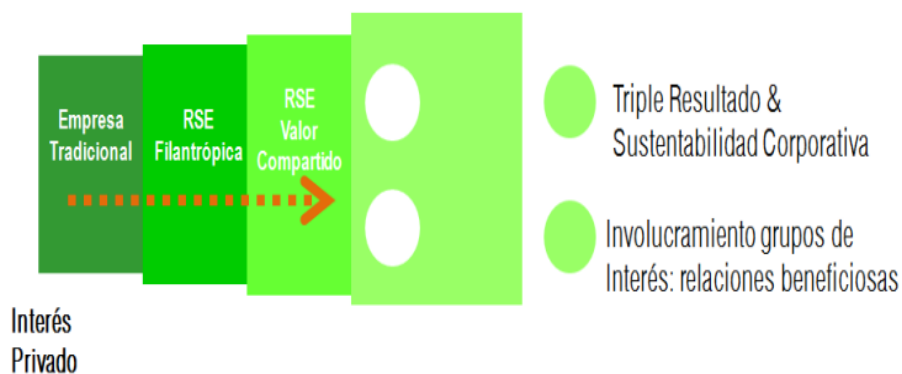 Empresa
Tradicional
RSE
Filantrópica
RSE
Valor
Compartido
Triple Resultado &
Sustentabilidad Corporativa
Involucramiento grupos de
Interés: relaciones beneficiosas
Interés
Privado